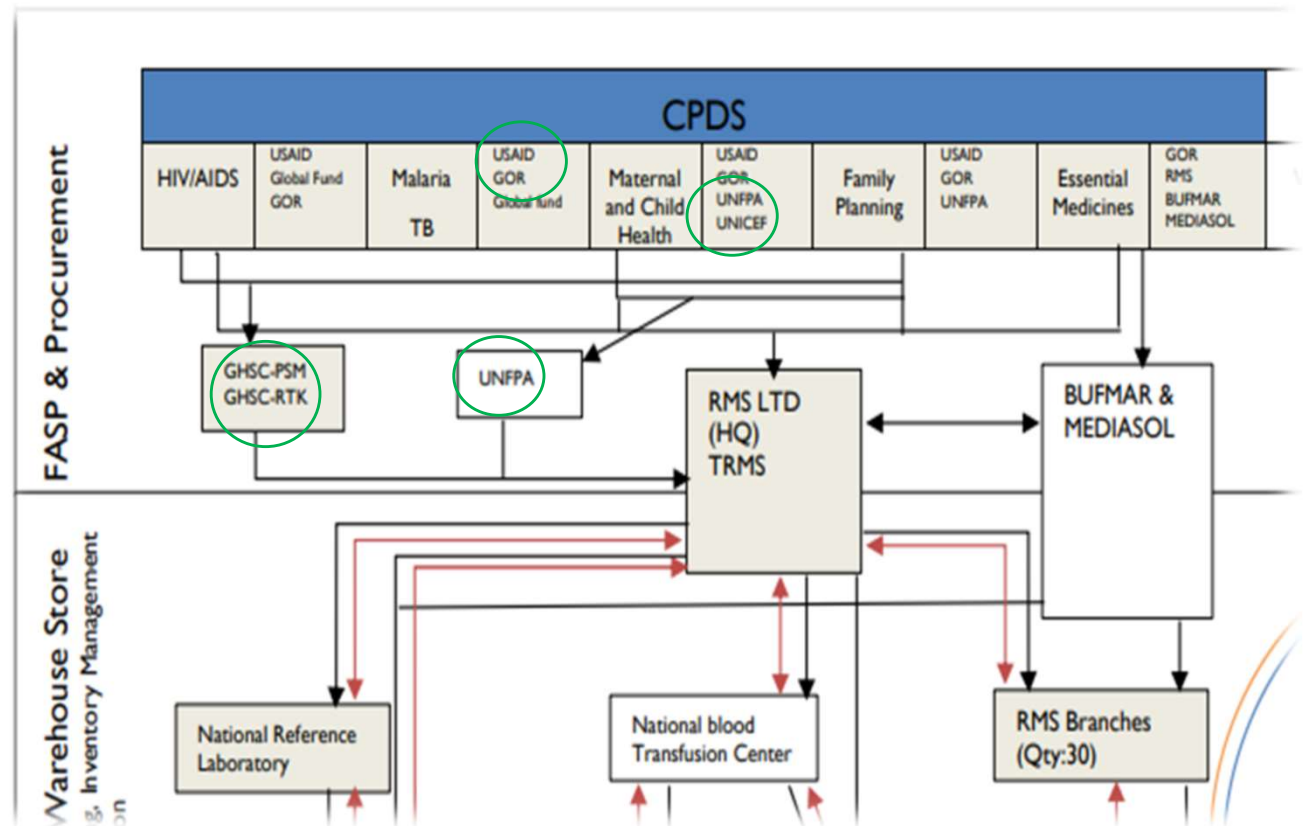 CPDS
HIV/AIDS
USAID
Global Fund
GOR
Malaria
TB
USAID
GOR
Global fund
Maternal
and Child
Health
USAID
GOR
UNFPA
UNICEF
Family
Planning
USAID
GOR
UNFPA
Essential
Medicines
GOR
RMS
BUFMAR
MEDIASOL
FASP & Procurement
GHSC-PSM
GHSC-RTK
UNFPA
RMS LTD
(HQ)
TRMS
BUFMAR &
MEDIASOL
Warehouse Store
g, Inventory Management
on
National Reference
Laboratory
National blood
Transfusion Center
RMS Branches
(Qty:30)